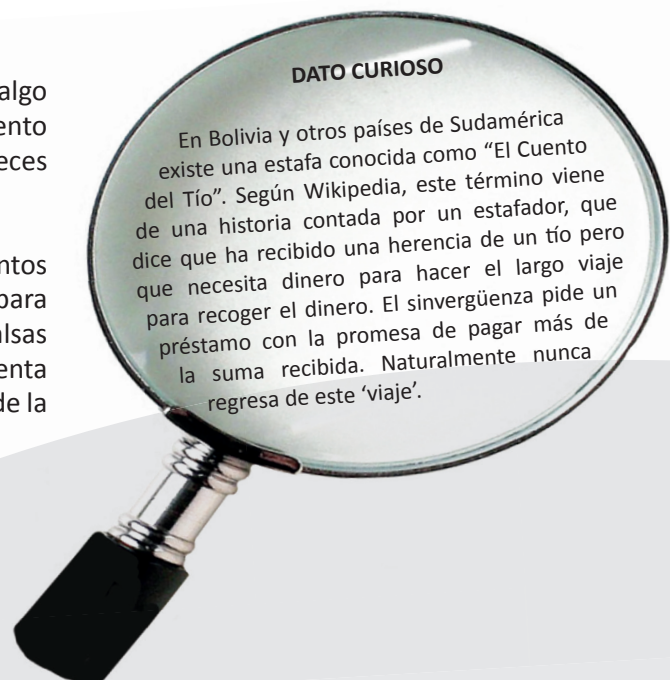 algo
ento
eces
ntos
para
alsas
enta
de la
DATO CURIOSO
En Bolivia y otros países de Sudamérica
existe una estafa conocida como “El Cuento
del Tío”. Según Wikipedia, este término viene
de una historia contada por un estafador, que
dice que ha recibido una herencia de un tío pero
que necesita dinero para hacer el largo viaje
para recoger el dinero. El sinvergüenza pide un
préstamo con la promesa de pagar más de
la suma recibida. Naturalmente nunca
regresa de este ‘viaje’.